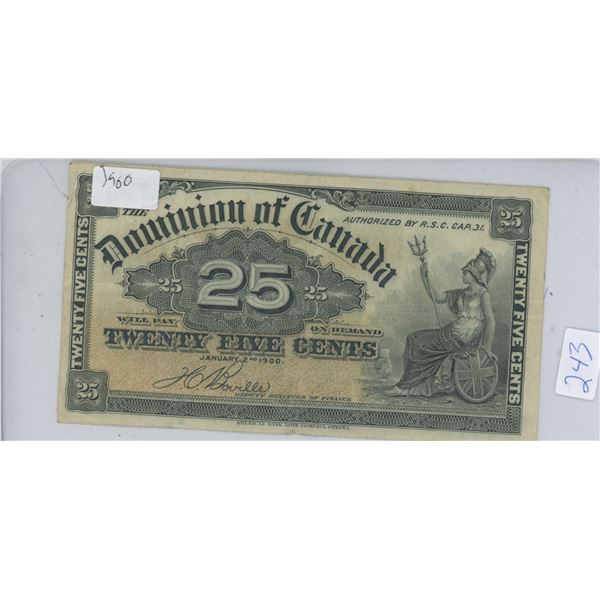 1900
THE
Dominion of Canada
AUTHORIZED BY R.S.C. CAP. 31.
25
TWENTY FIVE CENTS
25 25 25
WILL PAY ON DEMAND
TWENTY FIVE CENTS
JANUARY 2ND 1900.
TWENTY FIVE CENTS
H C Boville
DEPUTY MINISTER OF FINANCE
25
AMERICAN BANK NOTE COMPANY, OTTAWA.
243